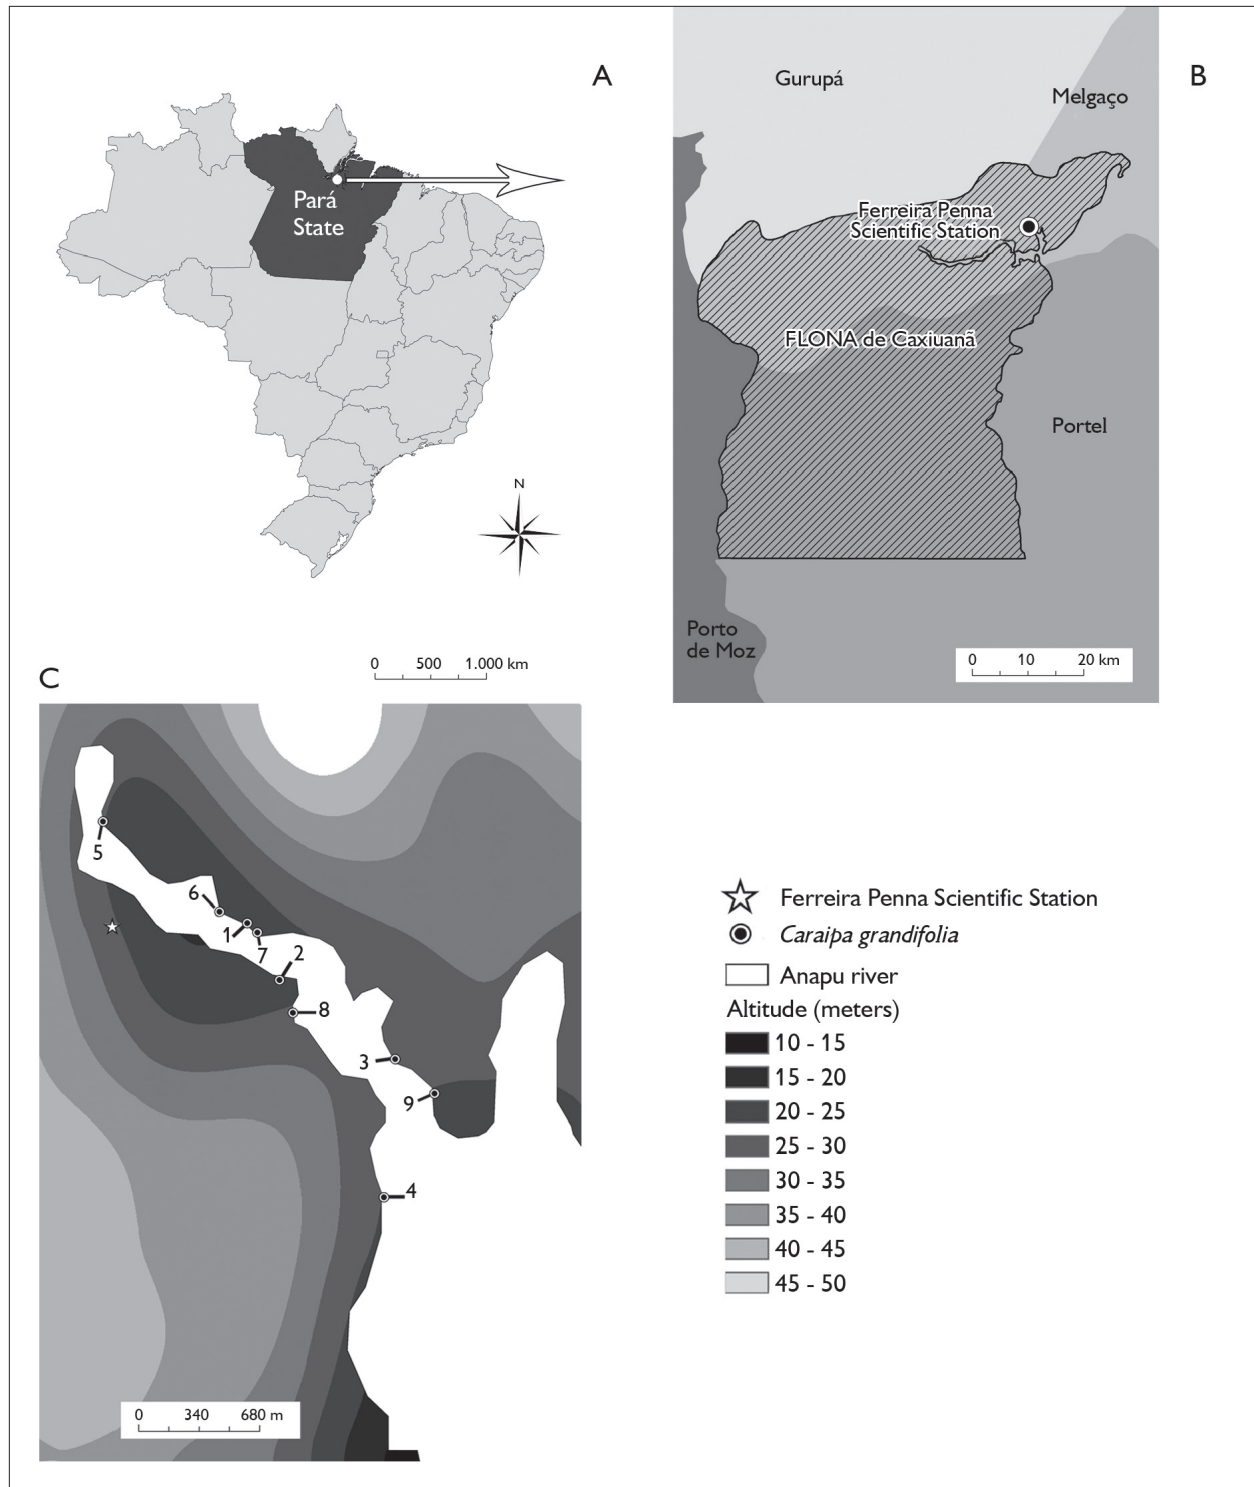 A
Pará
State
N
0 500 1.000 km
B
Gurupá
Melgaço
Ferreira Penna
Scientific Station
FLONA de Caxiuanã
Portel
Porto
de Moz
0 10 20 km
C
5
6
1
7
2
8
3
9
4
0 340 680 m
Ferreira Penna Scientific Station
Caraipa grandifolia
Anapu river
Altitude (meters)
10 - 15
15 - 20
20 - 25
25 - 30
30 - 35
35 - 40
40 - 45
45 - 50